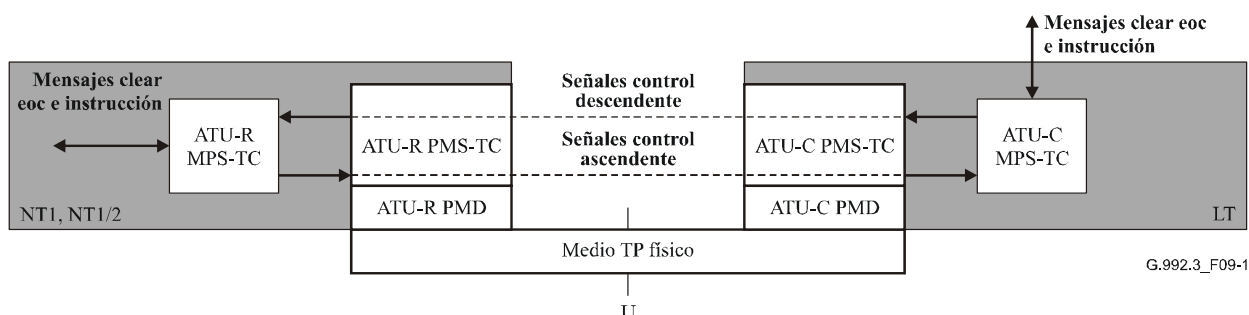 Mensajes clear eoc
e instrucción
Mensajes clear
eoc e instrucción
Señales control
descendente
ATU-R
MPS-TC
ATU-R PMS-TC
Señales control
ascendente
ATU-C PMS-TC
ATU-C
MPS-TC
NT1, NT1/2
ATU-R PMD
ATU-C PMD
LT
Medio TP físico
G.992.3_F09-1
U